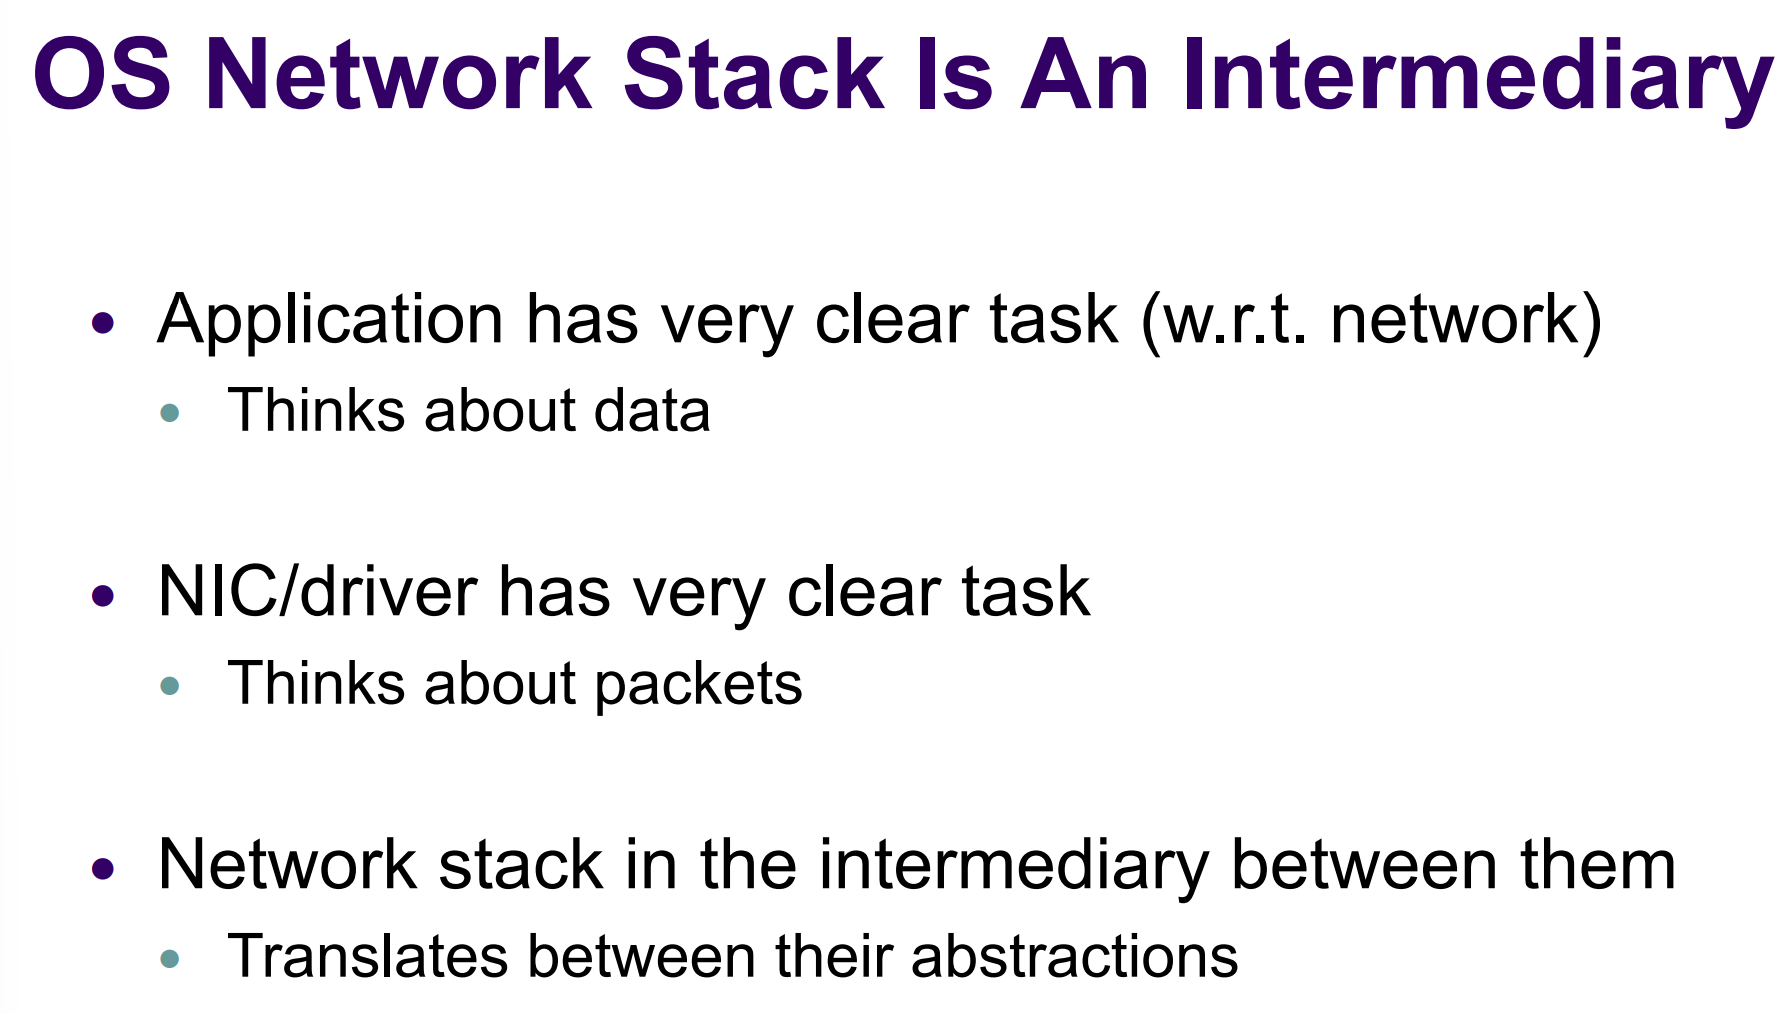 OS Network Stack Is An Intermediary
• Application has very clear task (w.r.t. network)
• Thinks about data
• NIC/driver has very clear task
• Thinks about packets
• Network stack in the intermediary between them
• Translates between their abstractions